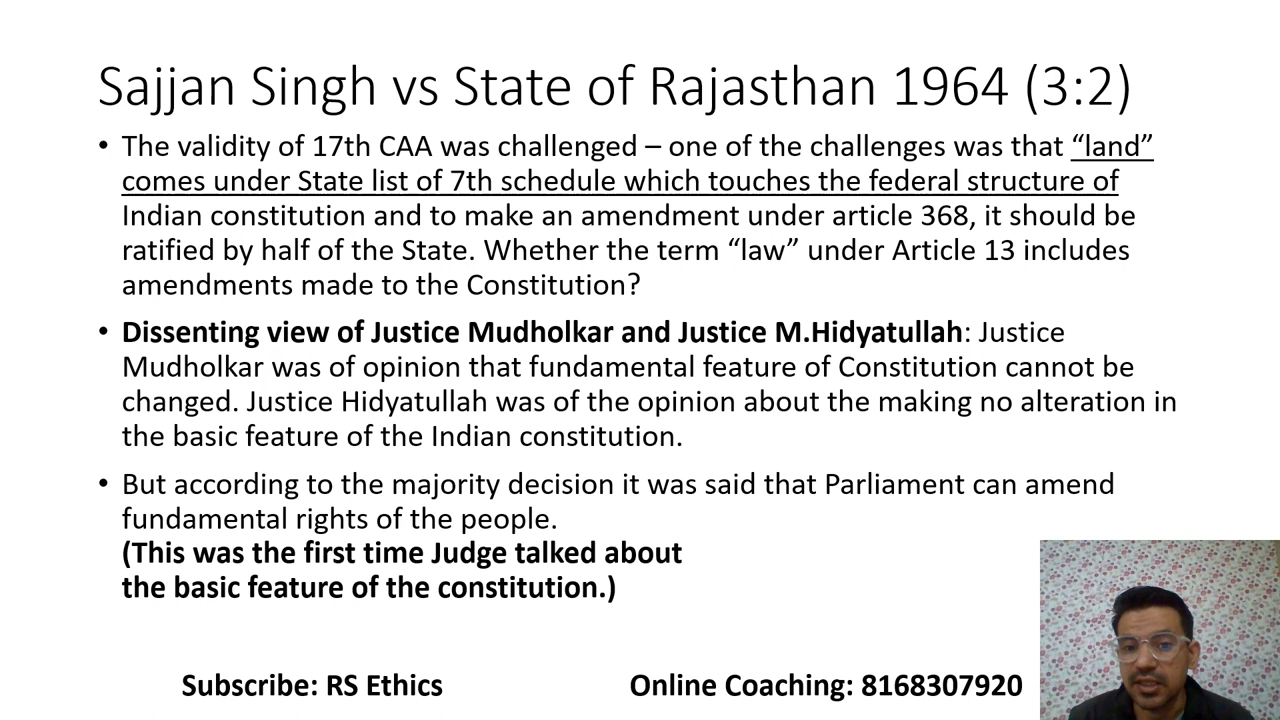 Sajjan Singh vs State of Rajasthan 1964 (3:2)
• The validity of 17th CAA was challenged – one of the challenges was that “land”
comes under State list of 7th schedule which touches the federal structure of
Indian constitution and to make an amendment under article 368, it should be
ratified by half of the State. Whether the term “law” under Article 13 includes
amendments made to the Constitution?
• Dissenting view of Justice Mudholkar and Justice M.Hidyatullah: Justice
Mudholkar was of opinion that fundamental feature of Constitution cannot be
changed. Justice Hidyatullah was of the opinion about the making no alteration in
the basic feature of the Indian constitution.
• But according to the majority decision it was said that Parliament can amend
fundamental rights of the people.
(This was the first time Judge talked about
the basic feature of the constitution.)
Subscribe: RS Ethics
Online Coaching: 8168307920